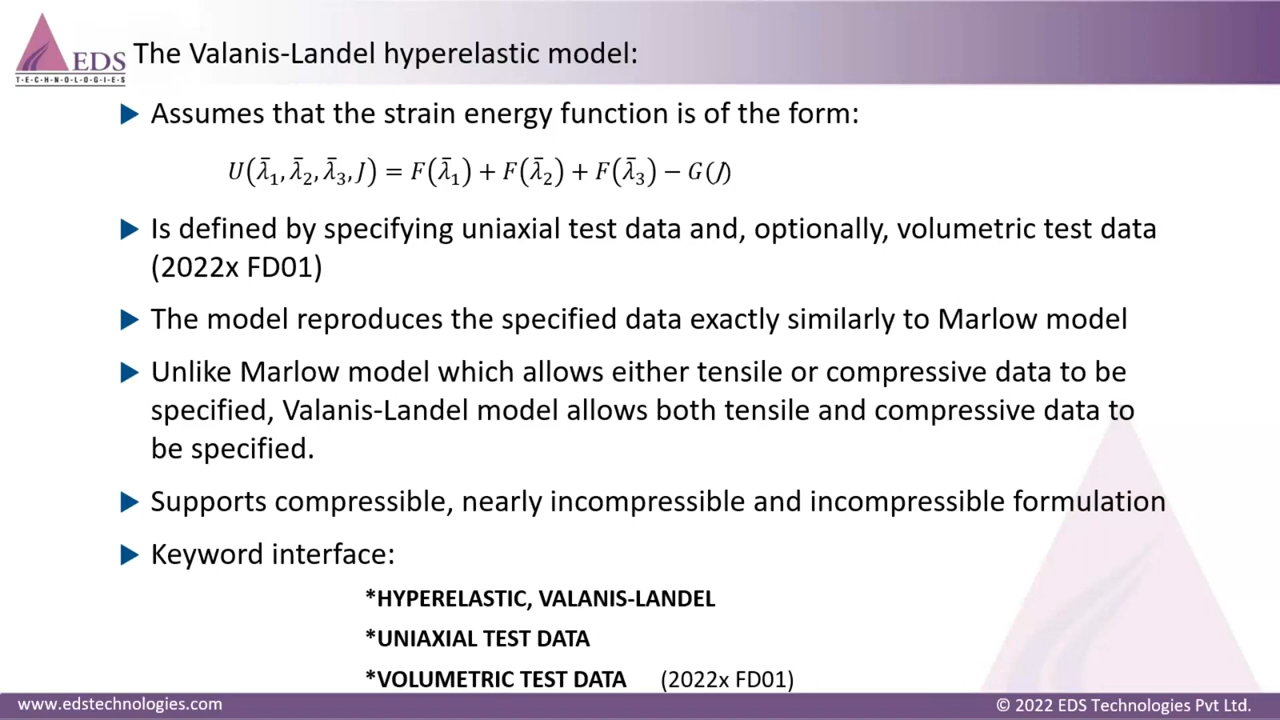 EDS
T·E·C·H·N·O·L·O·G·I·E·S
The Valanis-Landel hyperelastic model:
Assumes that the strain energy function is of the form:
U(λ̄₁, λ̄₂, λ̄₃, J) = F(λ̄₁) + F(λ̄₂) + F(λ̄₃) − G(J)
Is defined by specifying uniaxial test data and, optionally, volumetric test data
(2022x FD01)
The model reproduces the specified data exactly similarly to Marlow model
Unlike Marlow model which allows either tensile or compressive data to be
specified, Valanis-Landel model allows both tensile and compressive data to
be specified.
Supports compressible, nearly incompressible and incompressible formulation
Keyword interface:
*HYPERELASTIC, VALANIS-LANDEL
*UNIAXIAL TEST DATA
*VOLUMETRIC TEST DATA (2022x FD01)
www.edstechnologies.com © 2022 EDS Technologies Pvt Ltd.